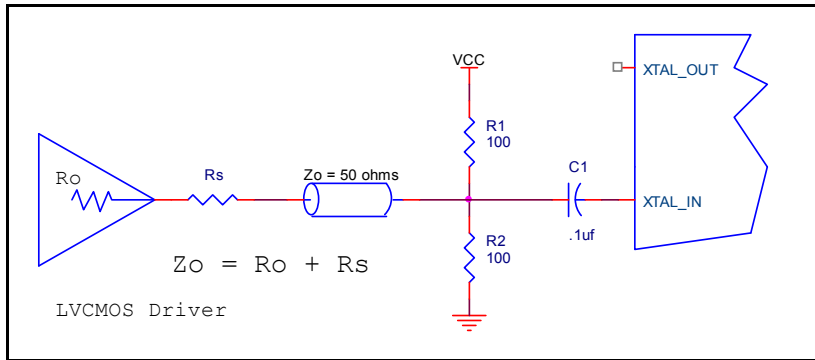 VCC
XTAL_OUT
R1
100
Ro
Rs
Zo = 50 ohms
C1
XTAL_IN
.1uf
R2
100
Zo = Ro + Rs
LVCMOS Driver